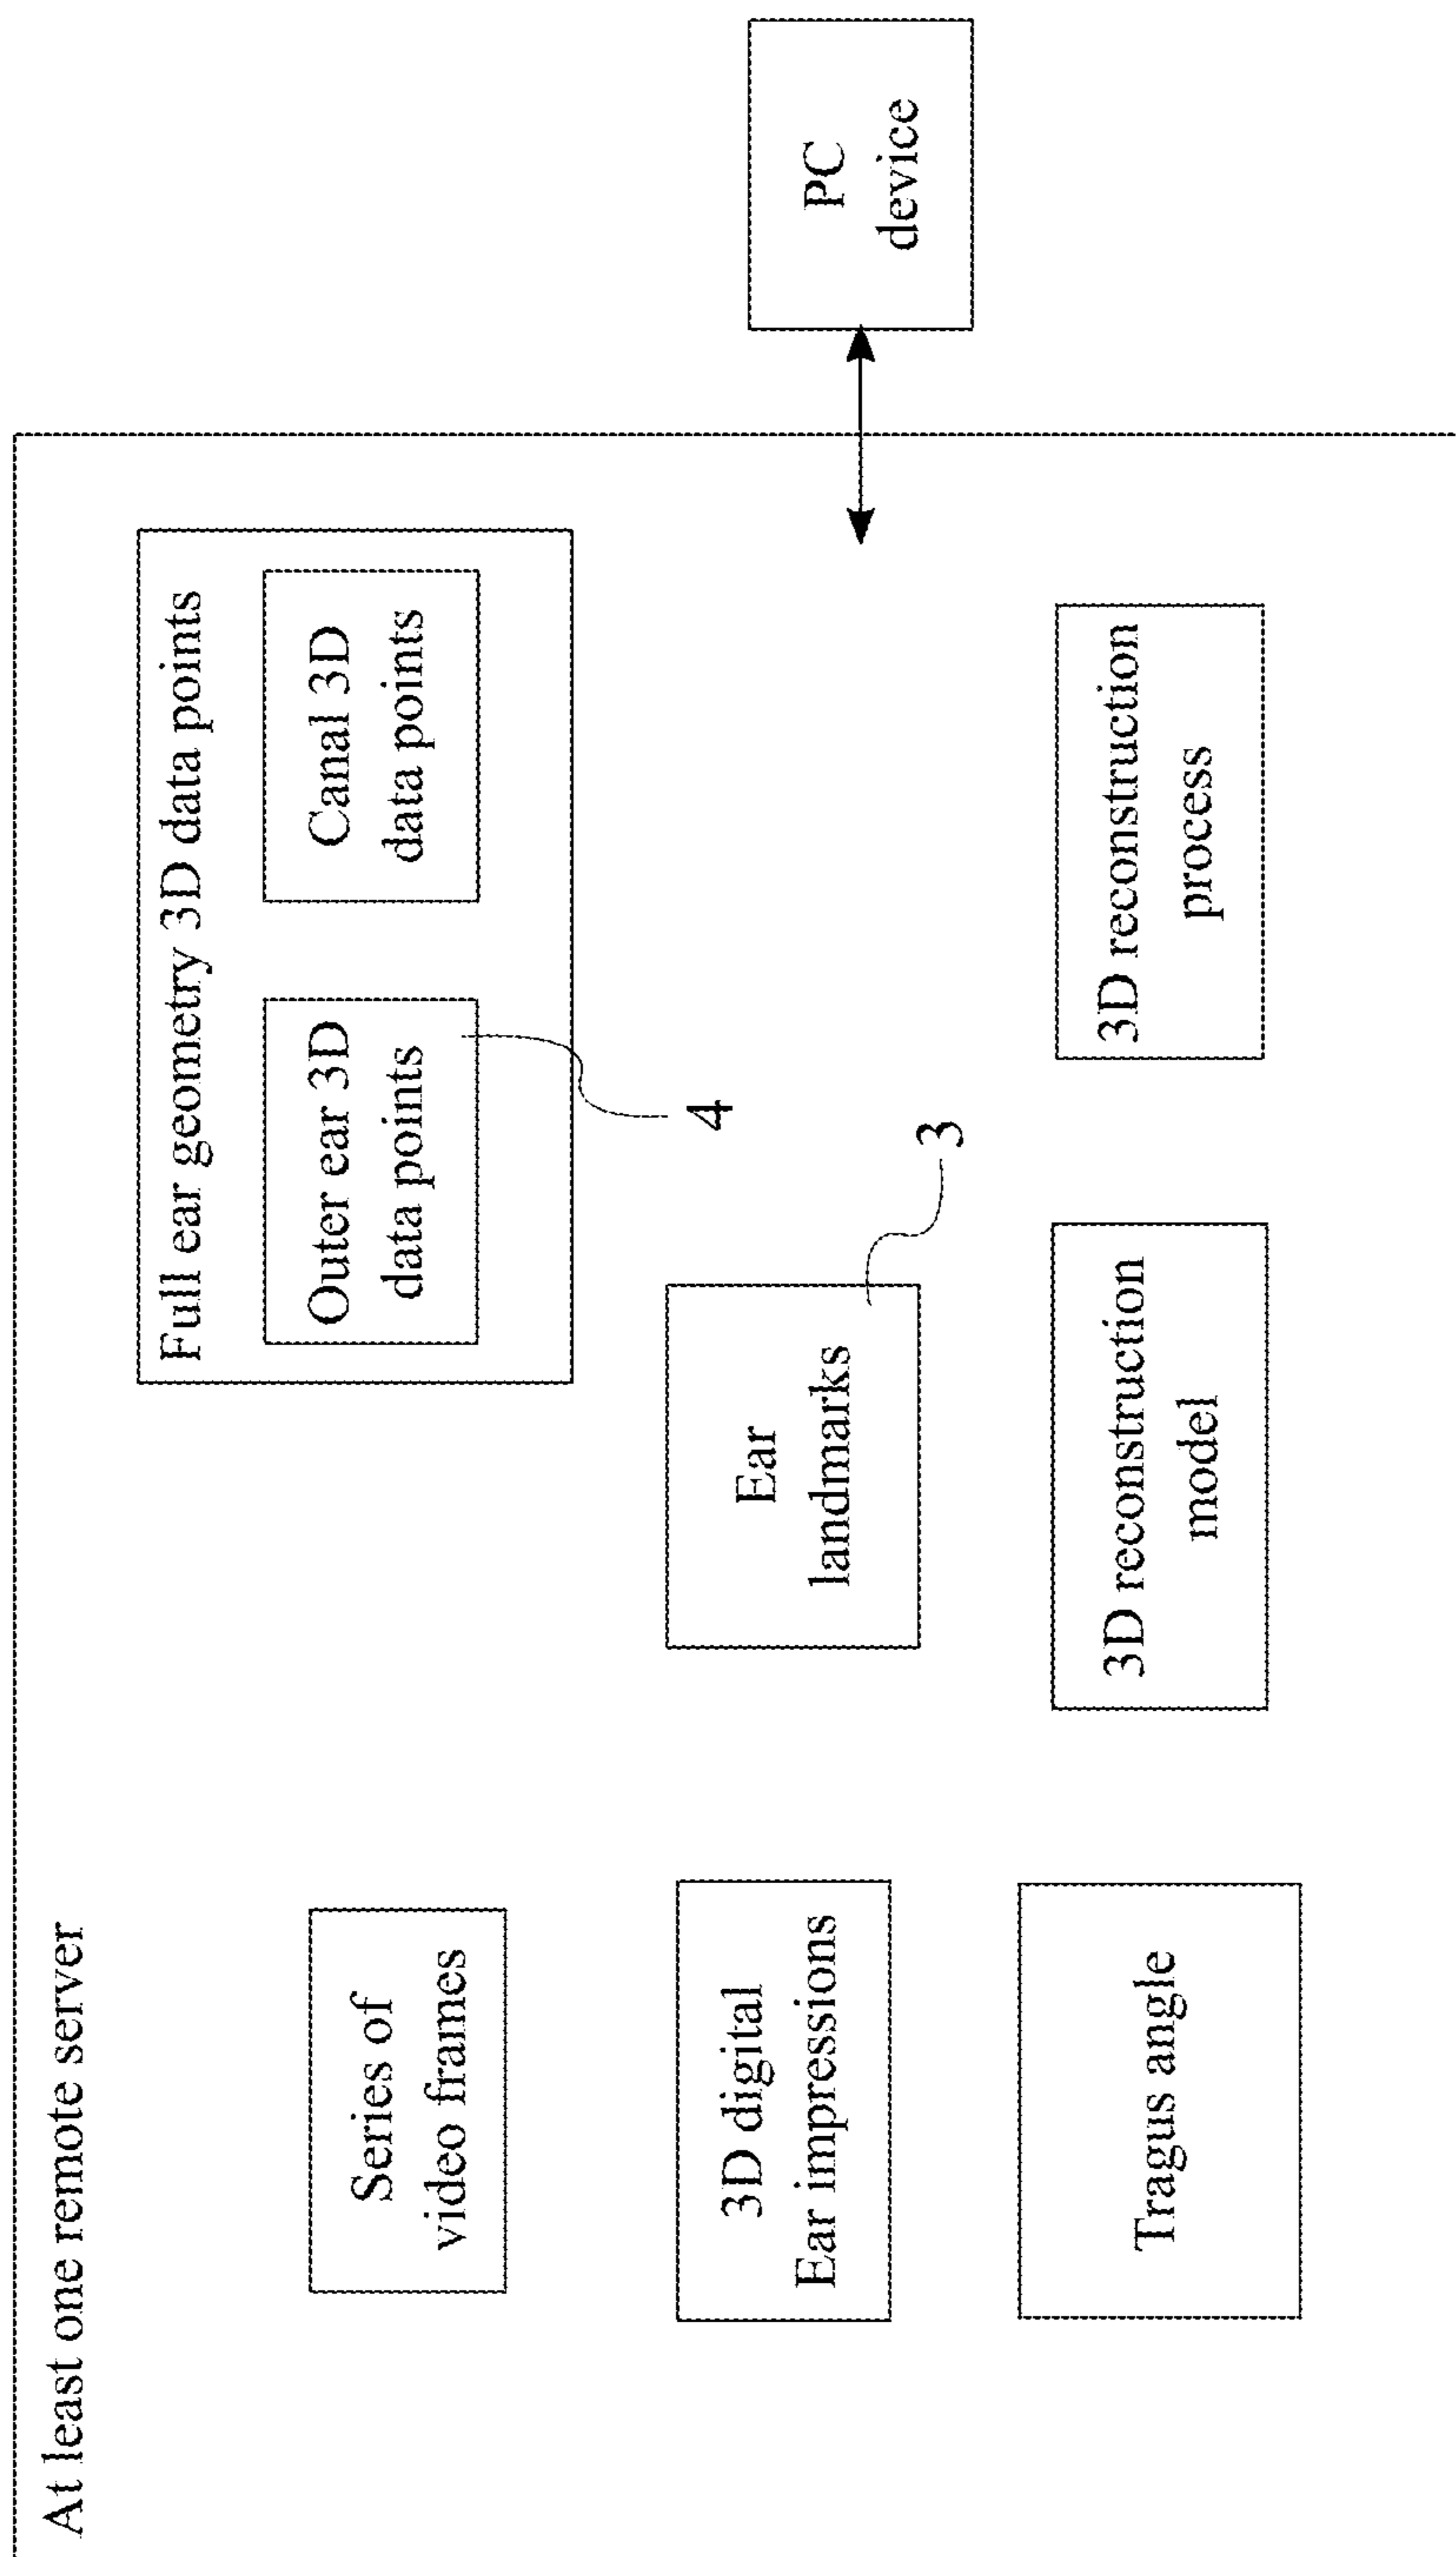 At least one remote server
Series of
video frames
Full ear geometry 3D data points
Outer ear 3D
data points
Canal 3D
data points
4
3D digital
Ear impressions
Ear
landmarks
3
PC
device
Tragus angle
3D reconstruction
model
3D reconstruction
process